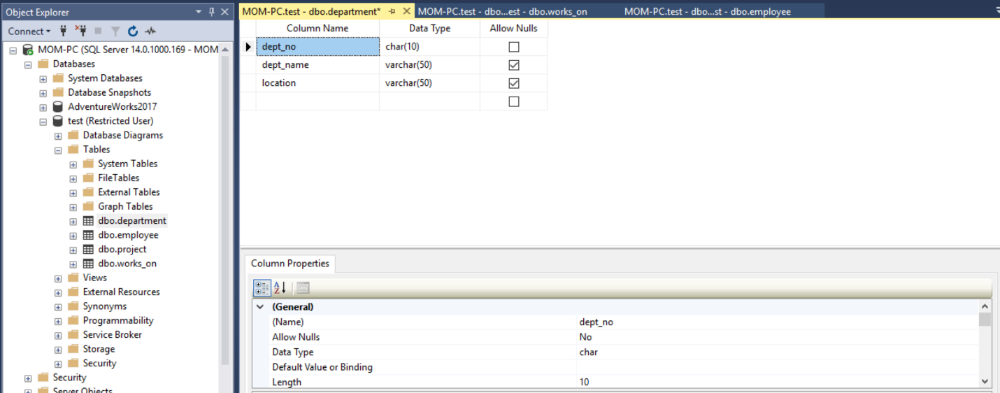 Object Explorer
Connect
MOM-PC (SQL Server 14.0.1000.169 - MOM
Databases
System Databases
Database Snapshots
AdventureWorks2017
test (Restricted User)
Database Diagrams
Tables
System Tables
FileTables
External Tables
Graph Tables
dbo.department
dbo.employee
dbo.project
dbo.works_on
Views
External Resources
Synonyms
Programmability
Service Broker
Storage
Security
Security
Server Objects
MOM-PC.test - dbo.department* MOM-PC.test - dbo...est - dbo.works_on MOM-PC.test - dbo...st - dbo.employee
Column Name Data Type Allow Nulls
dept_no char(10)
dept_name varchar(50)
location varchar(50)
Column Properties
A Z
(General)
(Name) dept_no
Allow Nulls No
Data Type char
Default Value or Binding
Length 10